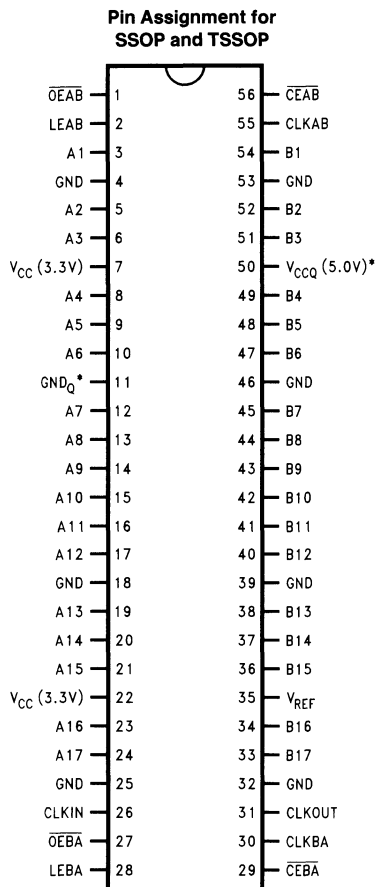 Pin Assignment for
SSOP and TSSOP
OEAB 1 56 CEAB
LEAB 2 55 CLKAB
A1 3 54 B1
GND 4 53 GND
A2 5 52 B2
A3 6 51 B3
VCC (3.3V) 7 50 VCCQ (5.0V)*
A4 8 49 B4
A5 9 48 B5
A6 10 47 B6
GNDQ* 11 46 GND
A7 12 45 B7
A8 13 44 B8
A9 14 43 B9
A10 15 42 B10
A11 16 41 B11
A12 17 40 B12
GND 18 39 GND
A13 19 38 B13
A14 20 37 B14
A15 21 36 B15
VCC (3.3V) 22 35 VREF
A16 23 34 B16
A17 24 33 B17
GND 25 32 GND
CLKIN 26 31 CLKOUT
OEBA 27 30 CLKBA
LEBA 28 29 CEBA